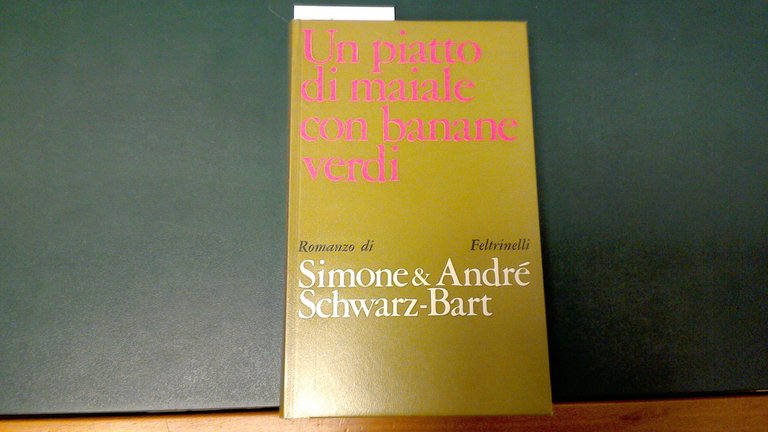 Un piatto
di maiale
con banane
verdi
Romanzo di Feltrinelli
Simone & André
Schwarz-Bart